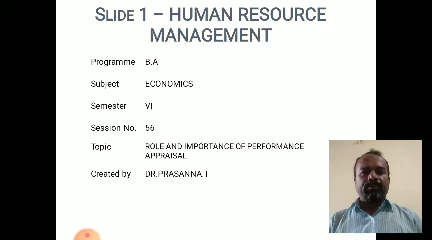 SLIDE 1 – HUMAN RESOURCE
MANAGEMENT
Programme B.A
Subject ECONOMICS
Semester VI
Session No. 56
Topic ROLE AND IMPORTANCE OF PERFORMANCE
APPRAISAL
Created by DR.PRASANNA.T